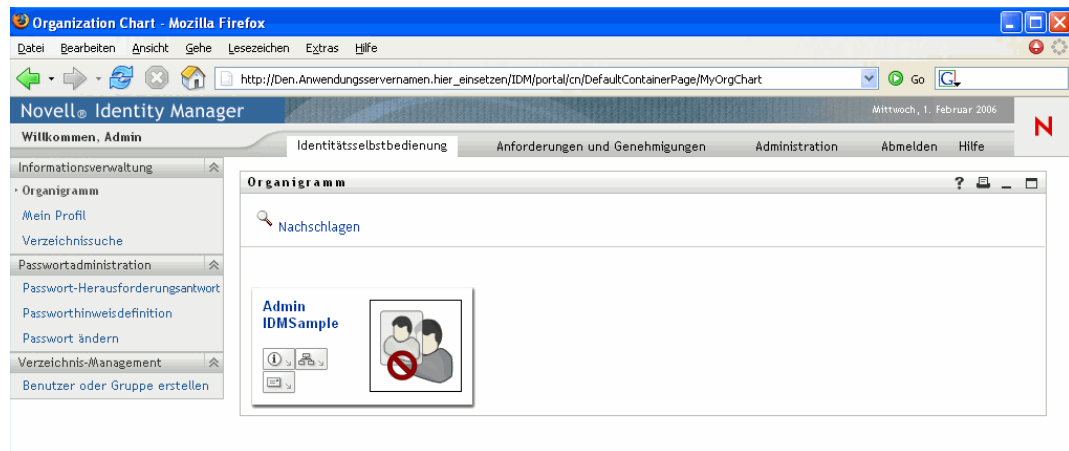 Organization Chart - Mozilla Firefox
Datei Bearbeiten Ansicht Gehe Lesezeichen Extras Hilfe
http://Den.Anwendungsservernamen.hier_einsetzen/IDM/portal/cn/DefaultContainerPage/MyOrgChart Go G
Novell® Identity Manager Mittwoch, 1. Februar 2006
N
Willkommen, Admin
Identitätsselbstbedienung Anforderungen und Genehmigungen Administration Abmelden Hilfe
Informationsverwaltung
Organigramm
Mein Profil
Verzeichnissuche
Passwortadministration
Passwort-Herausforderungsantwort
Passworthinweisdefinition
Passwort ändern
Verzeichnis-Management
Benutzer oder Gruppe erstellen
Organigramm ?
Nachschlagen
Admin
IDMSample